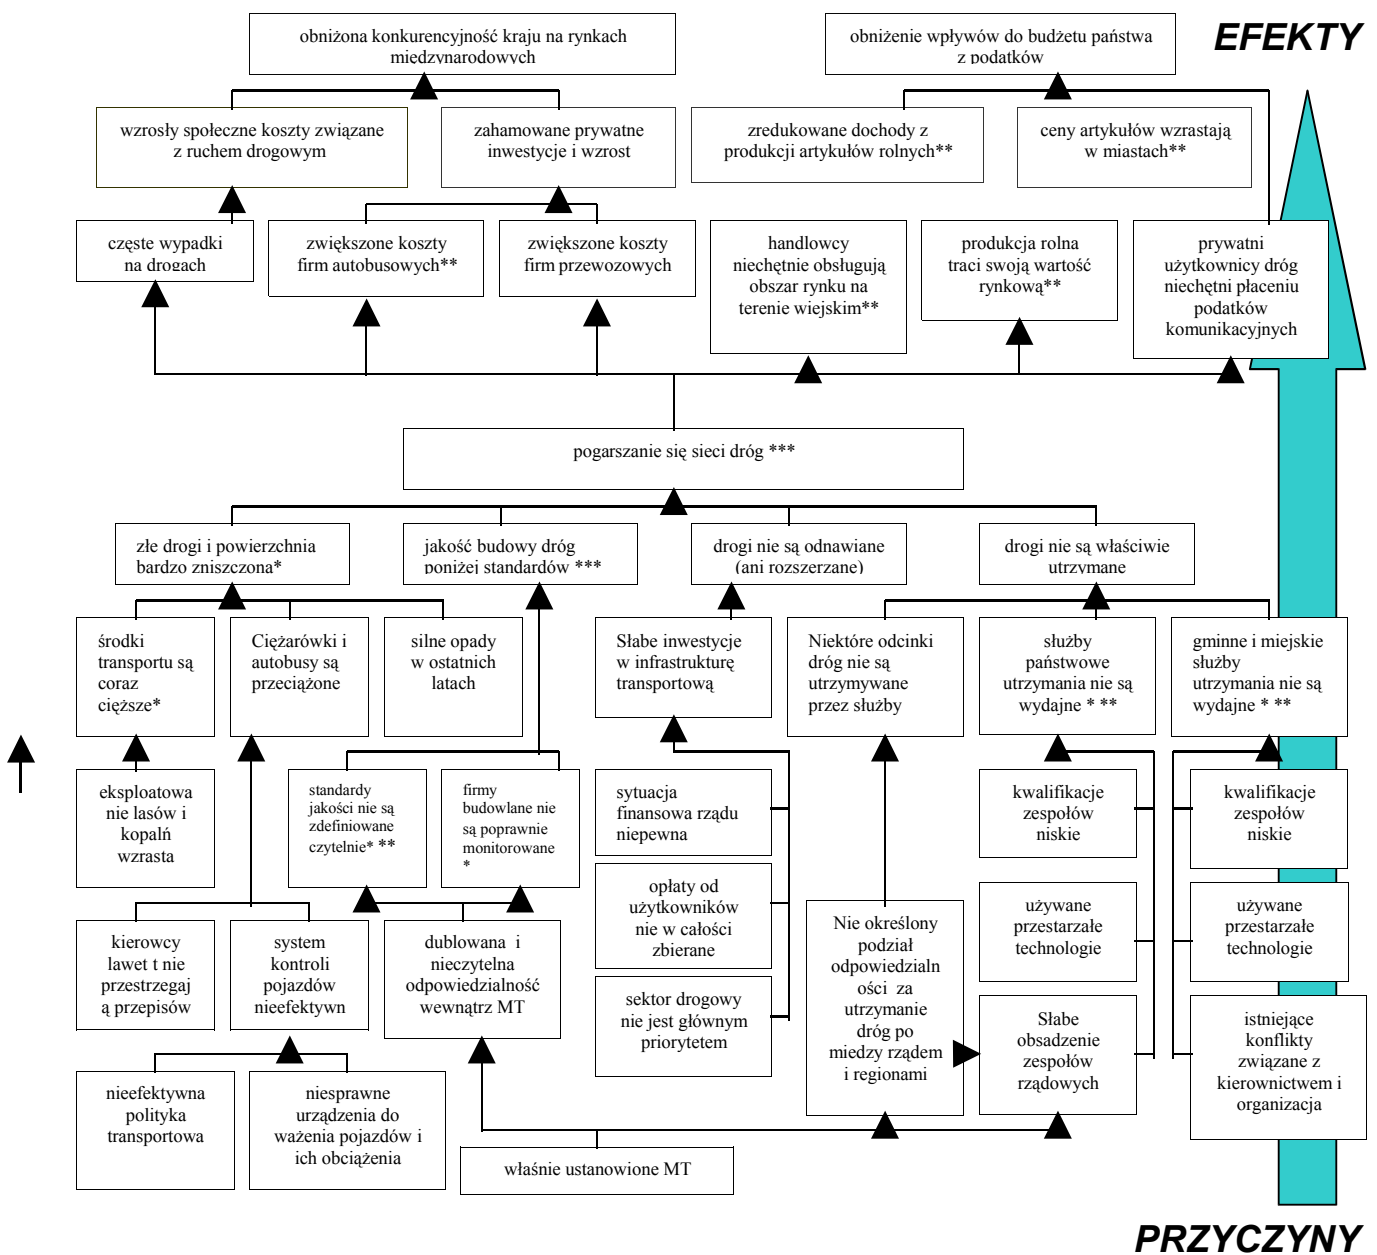 obniżona konkurencyjność kraju na rynkach
międzynarodowych
obniżenie wpływów do budżetu państwa
z podatków
EFEKTY
wzrosły społeczne koszty związane
z ruchem drogowym
zahamowane prywatne
inwestycje i wzrost
zredukowane dochody z
produkcji artykułów rolnych**
ceny artykułów wzrastają
w miastach**
częste wypadki
na drogach
zwiększone koszty
firm autobusowych**
zwiększone koszty
firm przewozowych
handlowcy
niechętnie obsługują
obszar rynku na
terenie wiejskim**
produkcja rolna
traci swoją wartość
rynkową**
prywatni
użytkownicy dróg
niechętni płaceniu
podatków
komunikacyjnych
pogarszanie się sieci dróg ***
złe drogi i powierzchnia
bardzo zniszczona*
jakość budowy dróg
poniżej standardów ***
drogi nie są odnawiane
(ani rozszerzane)
drogi nie są właściwie
utrzymane
środki
transportu są
coraz
cięższe*
Ciężarówki i
autobusy są
przeciążone
silne opady
w ostatnich
latach
Słabe inwestycje
w infrastrukturę
transportową
Niektóre odcinki
dróg nie są
utrzymywane
przez służby
służby
państwowe
utrzymania nie są
wydajne * **
gminne i miejskie
służby
utrzymania nie są
wydajne * **
eksploatowa
nie lasów i
kopalń
wzrasta
standardy
jakości nie są
zdefiniowane
czytelnie* **
firmy
budowlane nie
są poprawnie
monitorowane
*
sytuacja
finansowa rządu
niepewna
kwalifikacje
zespołów
niskie
kwalifikacje
zespołów
niskie
opłaty od
użytkowników
nie w całości
zbierane
używane
przestarzałe
technologie
używane
przestarzałe
technologie
kierowcy
lawet t nie
przestrzegaj
ą przepisów
system
kontroli
pojazdów
nieefektywn
dublowana i
nieczytelna
odpowiedzialność
wewnątrz MT
sektor drogowy
nie jest głównym
priorytetem
Nie określony
podział
odpowiedzialn
ości za
utrzymanie
dróg po
miedzy rządem
i regionami
Słabe
obsadzenie
zespołów
rządowych
istniejące
konflikty
związane z
kierownictwem i
organizacja
nieefektywna
polityka
transportowa
niesprawne
urządzenia do
ważenia pojazdów i
ich obciążenia
właśnie ustanowione MT
PRZYCZYNY